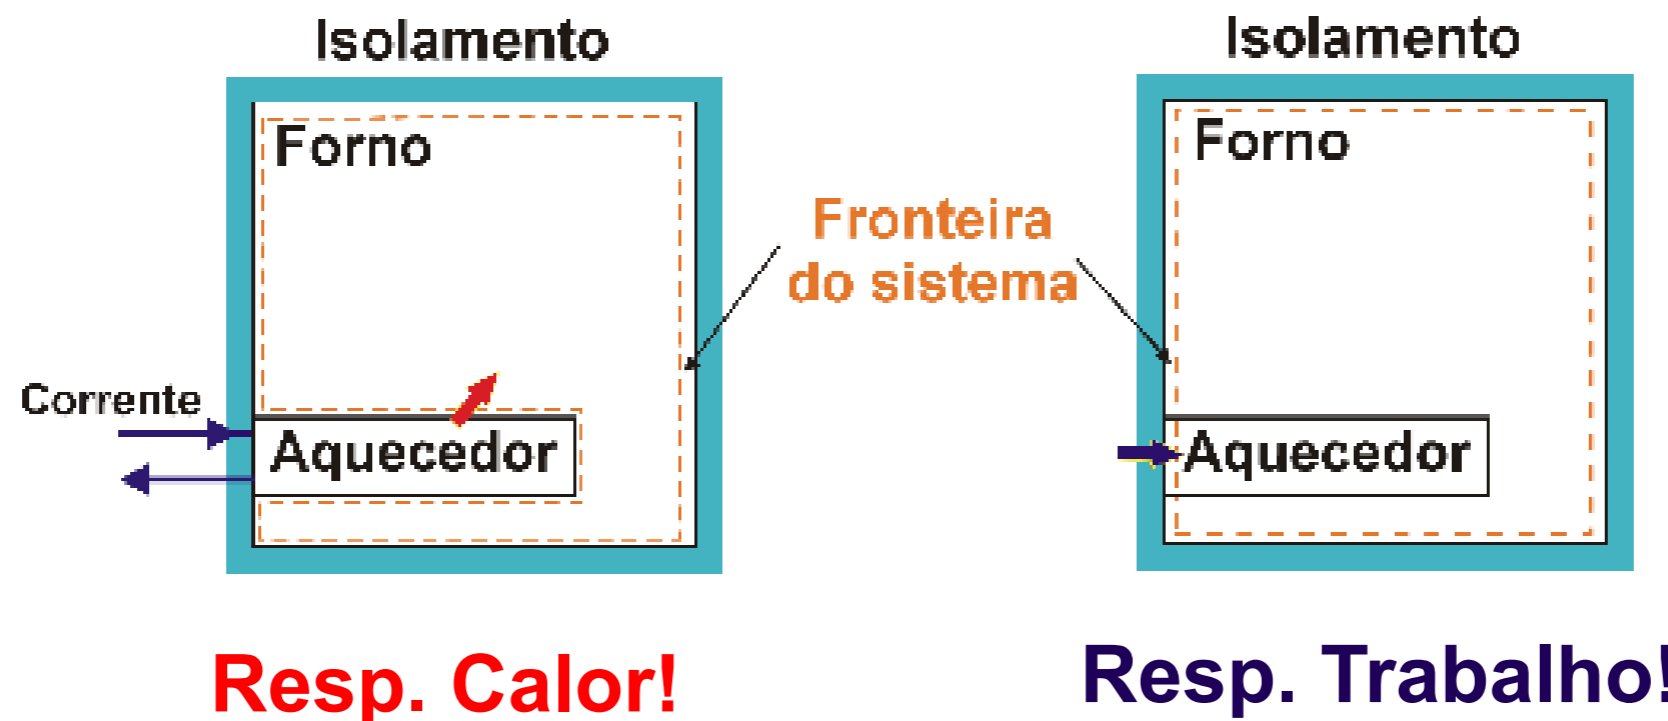 Isolamento
Forno
Corrente
Aquecedor
Fronteira
do sistema
Isolamento
Forno
Aquecedor
Resp. Calor!
Resp. Trabalho!